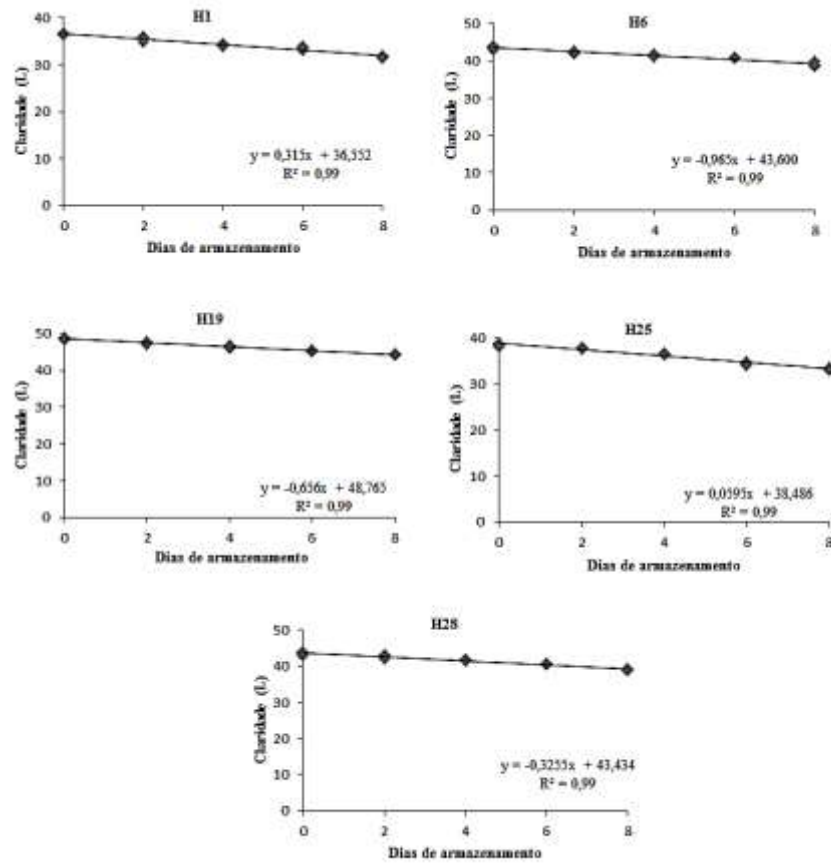 H1
40
30
20
10
0
Claridade (L)
y = 0,315x + 36,552
R² = 0,99
0 2 4 6 8
Dias de armazenamento
H6
50
40
30
20
10
0
Claridade (L)
y = -0,985x + 43,600
R² = 0,99
0 2 4 6 8
Dias de armazenamento
H19
50
40
30
20
10
0
Claridade (L)
y = -0,656x + 48,765
R² = 0,99
0 2 4 6 8
Dias de armazenamento
H25
40
30
20
10
0
Claridade (L)
y = 0,0595x + 38,486
R² = 0,99
0 2 4 6 8
Dias de armazenamento
H28
50
40
30
20
10
0
Claridade (L)
y = -0,3255x + 43,434
R² = 0,99
0 2 4 6 8
Dias de armazenamento